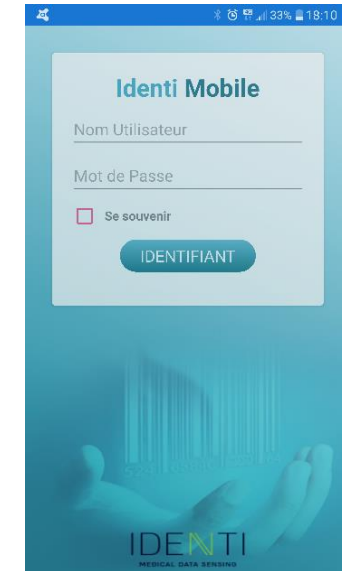 33% 18:10
Identi Mobile
Nom Utilisateur
Mot de Passe
Se souvenir
IDENTIFIANT
IDENTI
MEDICAL DATA SENSING